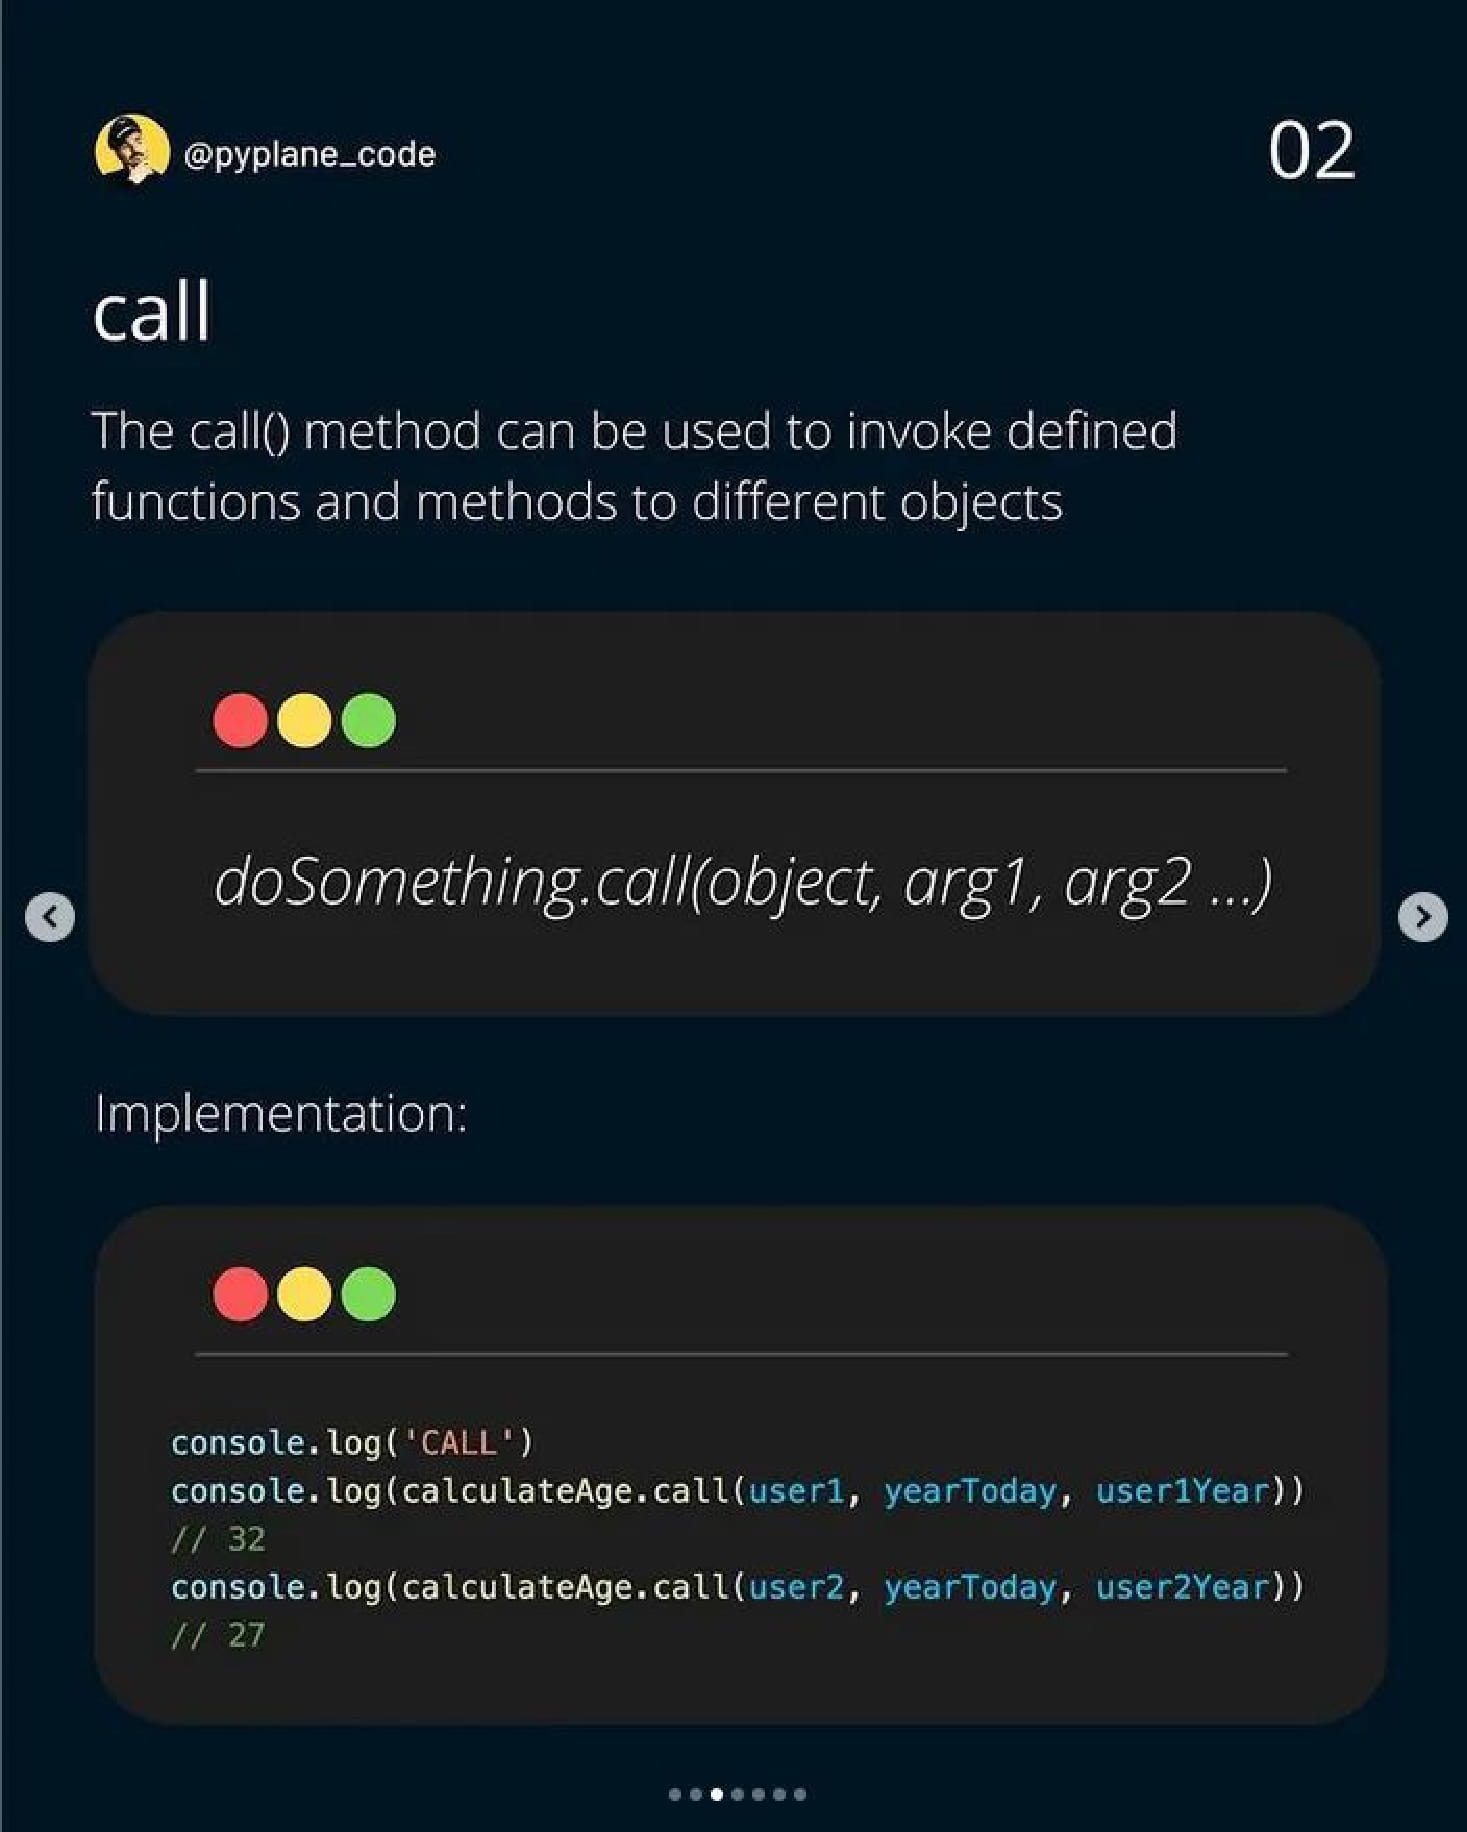 @pyplane_code
02
call
The call() method can be used to invoke defined
functions and methods to different objects
doSomething.call(object, arg1, arg2 ...)
Implementation:
console.log('CALL')
console.log(calculateAge.call(user1, yearToday, user1Year))
// 32
console.log(calculateAge.call(user2, yearToday, user2Year))
// 27